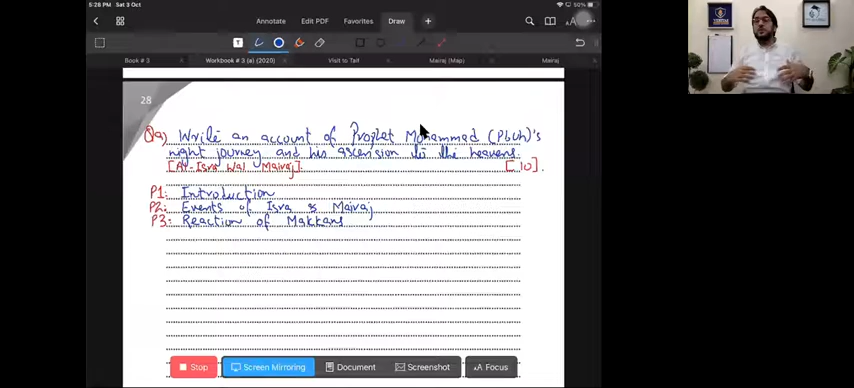 5:28 PM Sat 3 Oct
50%
Annotate Edit PDF Favorites Draw
Book # 3 Workbook # 3 (a) (2020) Visit to Taif Mairaj (Map) Mairaj
28
Qa) Write an account of Prophet Mohammad (Pbuh)'s
night journey and his ascension to the heavens.
[Al-Isra Wal Mairaj]. [10].
P1: Introduction
P2: Events of Isra & Mairaj
P3: Reaction of Makkans
Stop Screen Mirroring Document Screenshot Focus